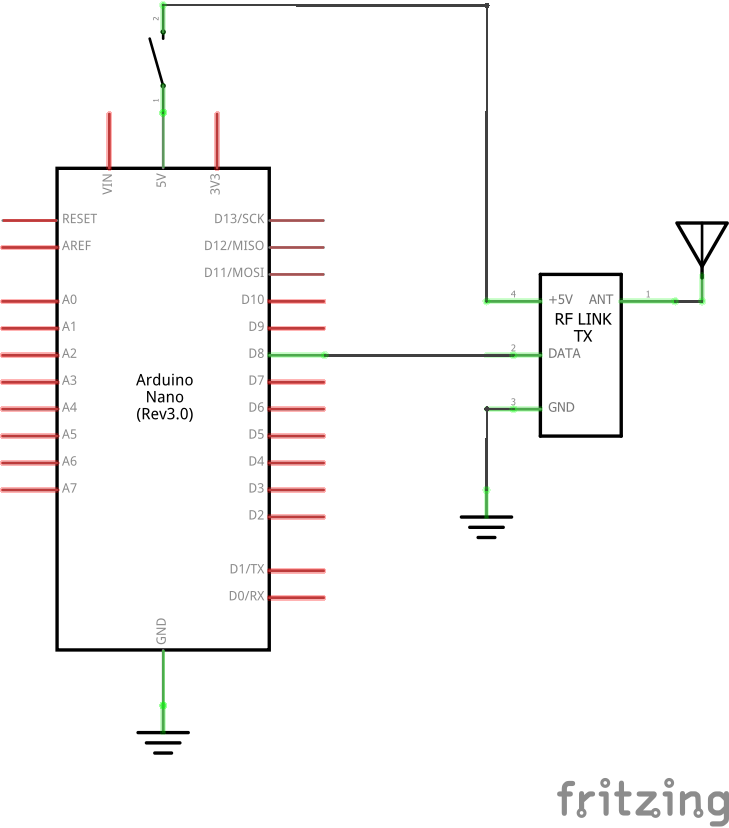 2
1
VIN
5V
3V3
RESET
D13/SCK
AREF
D12/MISO
D11/MOSI
A0
D10
A1
D9
A2
D8
A3
D7
A4
D6
A5
D5
A6
D4
A7
D3
D2
D1/TX
D0/RX
GND
Arduino
Nano
(Rev3.0)
4
+5V
ANT
1
RF LINK
TX
2
DATA
3
GND
fritzing